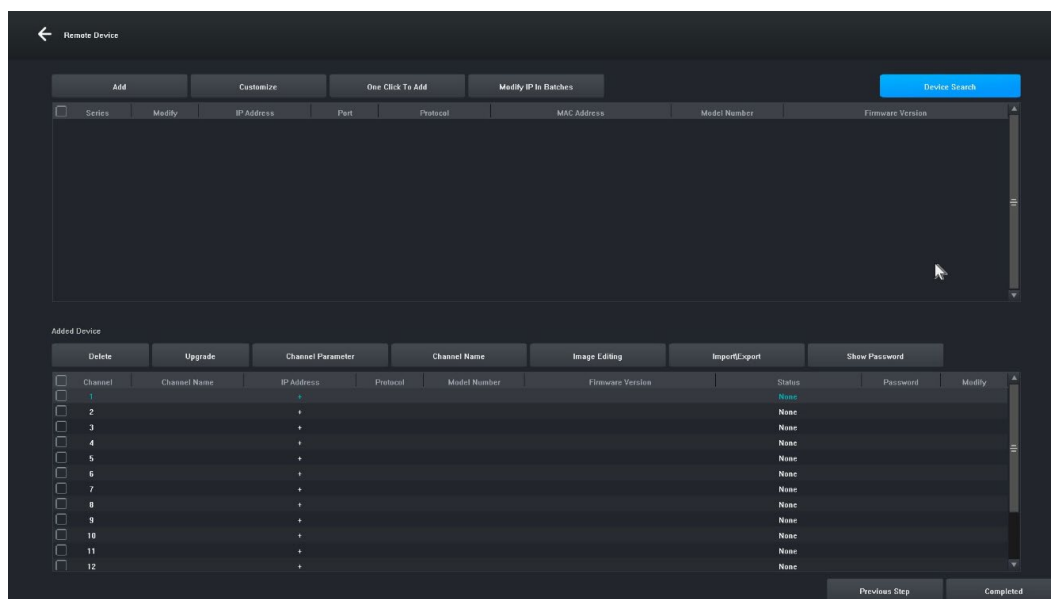 Remote Device
Add Customize One Click To Add Modify IP In Batches Device Search
Series Modify IP Address Port Protocol MAC Address Model Number Firmware Version
Added Device
Delete Upgrade Channel Parameter Channel Name Image Editing Import\Export Show Password
Channel Channel Name IP Address Protocol Model Number Firmware Version Status Password Modify
1 + None
2 + None
3 + None
4 + None
5 + None
6 + None
7 + None
8 + None
9 + None
10 + None
11 + None
12 + None
Previous Step Completed